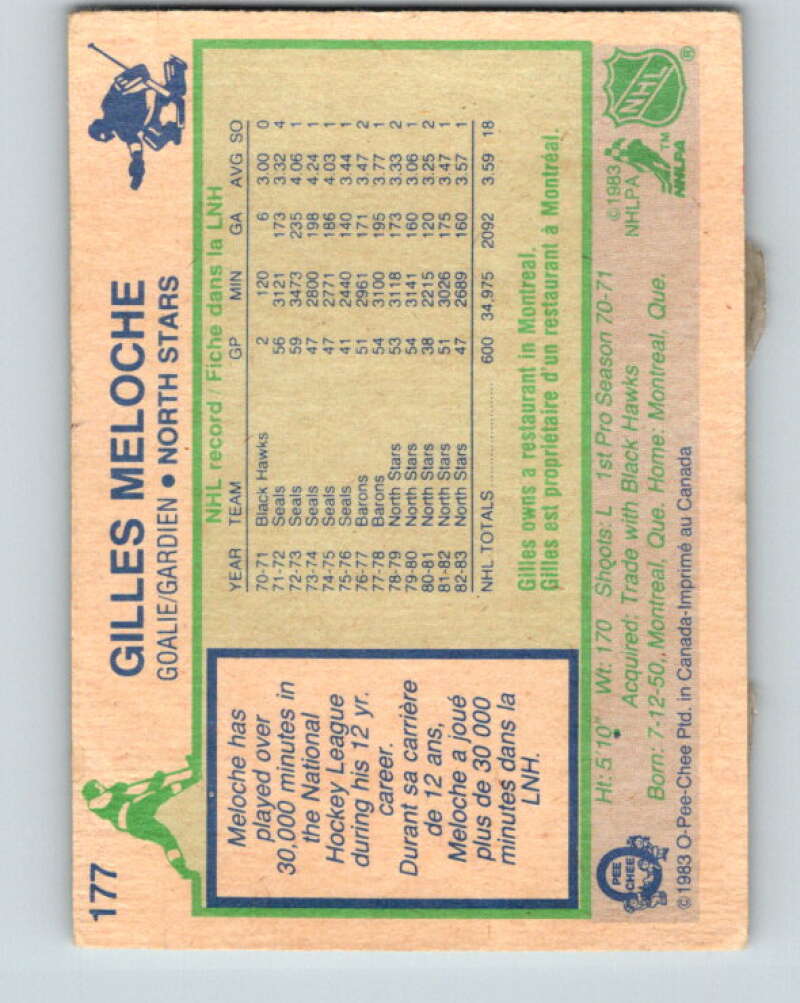 177
GILLES MELOCHE
GOALIE/GARDIEN • NORTH STARS
Meloche has
played over
30,000 minutes in
the National
Hockey League
during his 12 yr.
career.
Durant sa carrière
de 12 ans,
Meloche a joué
plus de 30 000
minutes dans la
LNH.
NHL record / Fiche dans la LNH
YEAR TEAM GP MIN GA AVG SO
70-71 Black Hawks 2 120 6 3.00 0
71-72 Seals 56 3121 173 3.32 4
72-73 Seals 59 3473 235 4.06 1
73-74 Seals 47 2800 198 4.24 1
74-75 Seals 47 2771 186 4.03 1
75-76 Seals 41 2440 140 3.44 1
76-77 Barons 51 2961 171 3.47 2
77-78 Barons 54 3100 195 3.77 1
78-79 North Stars 53 3118 173 3.33 2
79-80 North Stars 54 3141 160 3.06 1
80-81 North Stars 38 2215 120 3.25 2
81-82 North Stars 51 3026 175 3.47 1
82-83 North Stars 47 2689 160 3.57 1
NHL TOTALS 600 34,975 2092 3.59 18
Gilles owns a restaurant in Montreal.
Gilles est propriétaire d'un restaurant à Montréal.
Ht: 5'10" Wt: 170 Shoots: L 1st Pro Season 70-71
Acquired: Trade with Black Hawks
Born: 7-12-50,, Montreal, Que. Home: Montreal, Que.
©1983 O-Pee-Chee Ptd. in Canada-Imprimé au Canada
O PEE CHEE
©1983
NHLPA
NHLPA ™
NHL ®